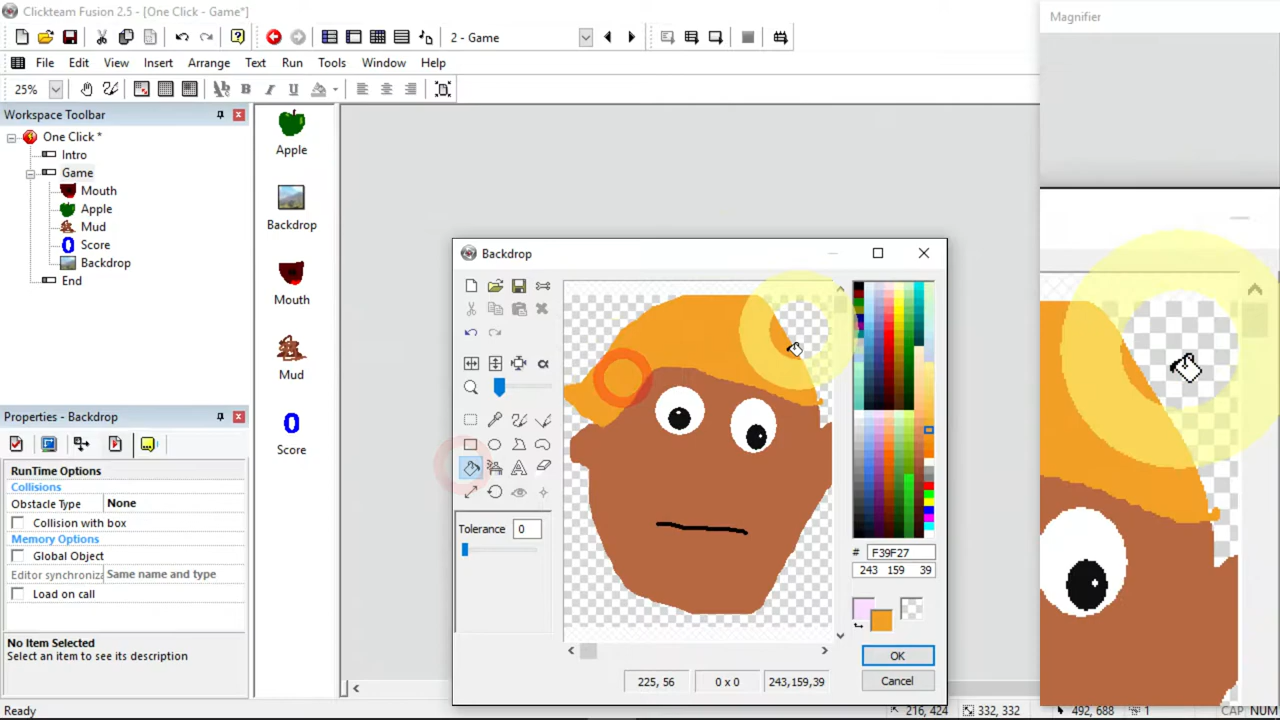 Clickteam Fusion 2.5 - [One Click - Game*]
Magnifier
2 - Game
File Edit View Insert Arrange Text Run Tools Window Help
25%
B I U
Workspace Toolbar
One Click *
Intro
Game
Mouth
Apple
Mud
Score
Backdrop
End
Apple
Backdrop
Mouth
Mud
0
Score
Properties - Backdrop
RunTime Options
Collisions
Obstacle Type None
Collision with box
Memory Options
Global Object
Editor synchroniza Same name and type
Load on call
No Item Selected
Select an item to see its description
Backdrop
Tolerance 0
# F39F27
243 159 39
OK
Cancel
225, 56 0 x 0 243,159,39
Ready
216, 424 332, 332 492, 688 1 CAP NUM